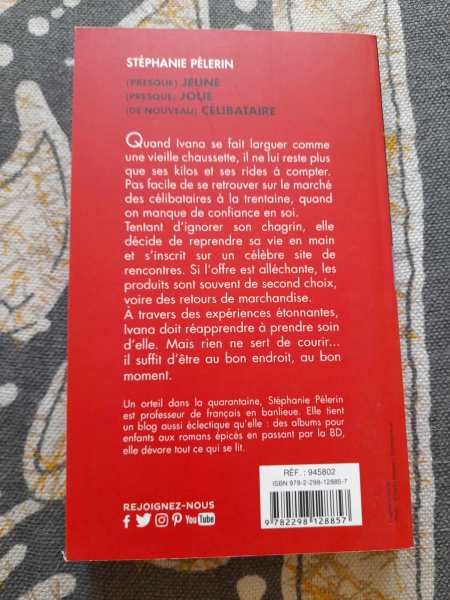 STÉPHANIE PÈLERIN
(PRESQUE) JEUNE
(PRESQUE) JOLIE
(DE NOUVEAU) CÉLIBATAIRE
Quand Ivana se fait larguer comme
une vieille chaussette, il ne lui reste plus
que ses kilos et ses rides à compter.
Pas facile de se retrouver sur le marché
des célibataires à la trentaine, quand
on manque de confiance en soi.
Tentant d'ignorer son chagrin, elle
décide de reprendre sa vie en main
et s'inscrit sur un célèbre site de
rencontres. Si l'offre est alléchante, les
produits sont souvent de second choix,
voire des retours de marchandise.
À travers des expériences étonnantes,
Ivana doit réapprendre à prendre soin
d'elle. Mais rien ne sert de courir...
il suffit d'être au bon endroit, au bon
moment.
Un orteil dans la quarantaine, Stéphanie Pèlerin
est professeur de français en banlieue. Elle tient
un blog aussi éclectique qu'elle : des albums pour
enfants aux romans épicés en passant par la BD,
elle dévore tout ce qui se lit.
RÉF. : 945802
ISBN 978-2-298-12885-7
9 782298 128857
REJOIGNEZ-NOUS
YouTube